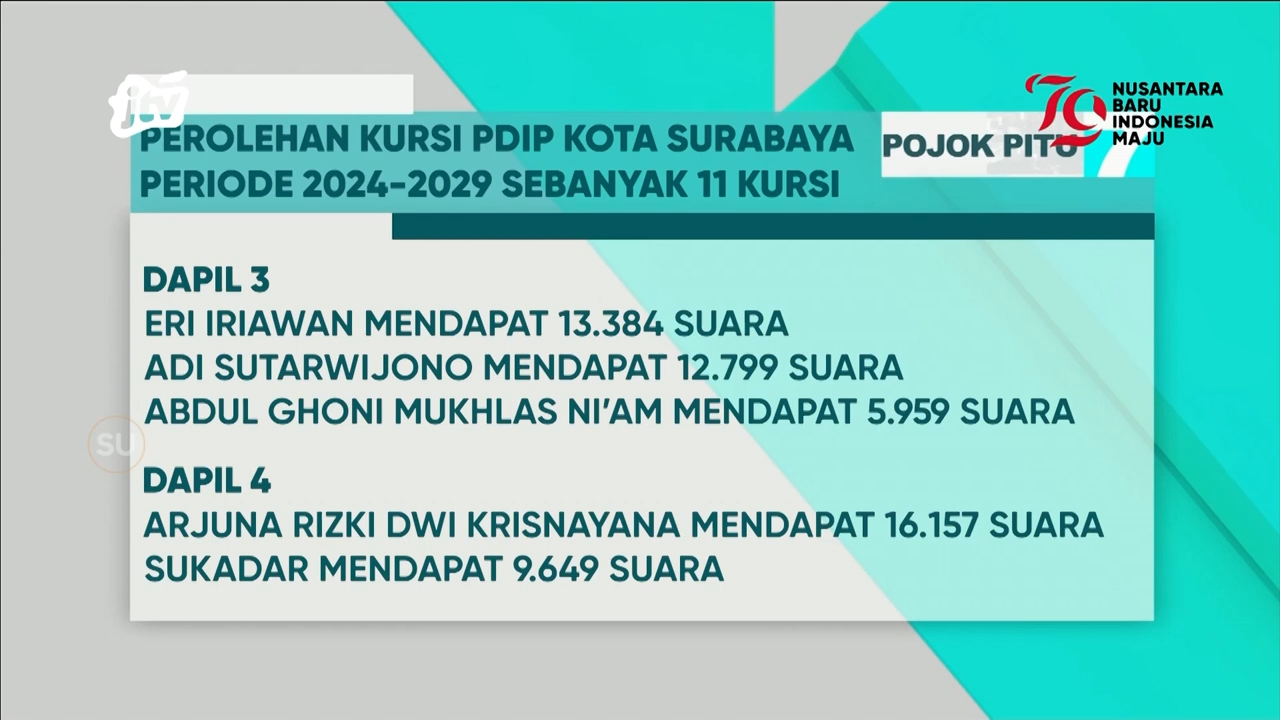 jtv
PEROLEHAN KURSI PDIP KOTA SURABAYA
PERIODE 2024-2029 SEBANYAK 11 KURSI
POJOK PITU
7
79
NUSANTARA
BARU
INDONESIA
MAJU
DAPIL 3
ERI IRIAWAN MENDAPAT 13.384 SUARA
ADI SUTARWIJONO MENDAPAT 12.799 SUARA
ABDUL GHONI MUKHLAS NI’AM MENDAPAT 5.959 SUARA
SU
DAPIL 4
ARJUNA RIZKI DWI KRISNAYANA MENDAPAT 16.157 SUARA
SUKADAR MENDAPAT 9.649 SUARA